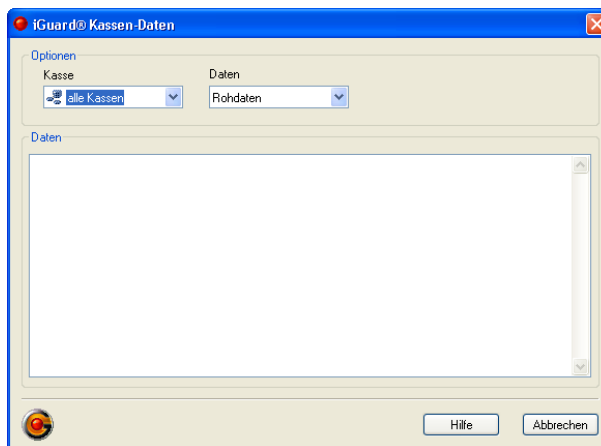 iGuard® Kassen-Daten
Optionen
Kasse Daten
alle Kassen Rohdaten
Daten
Hilfe Abbrechen